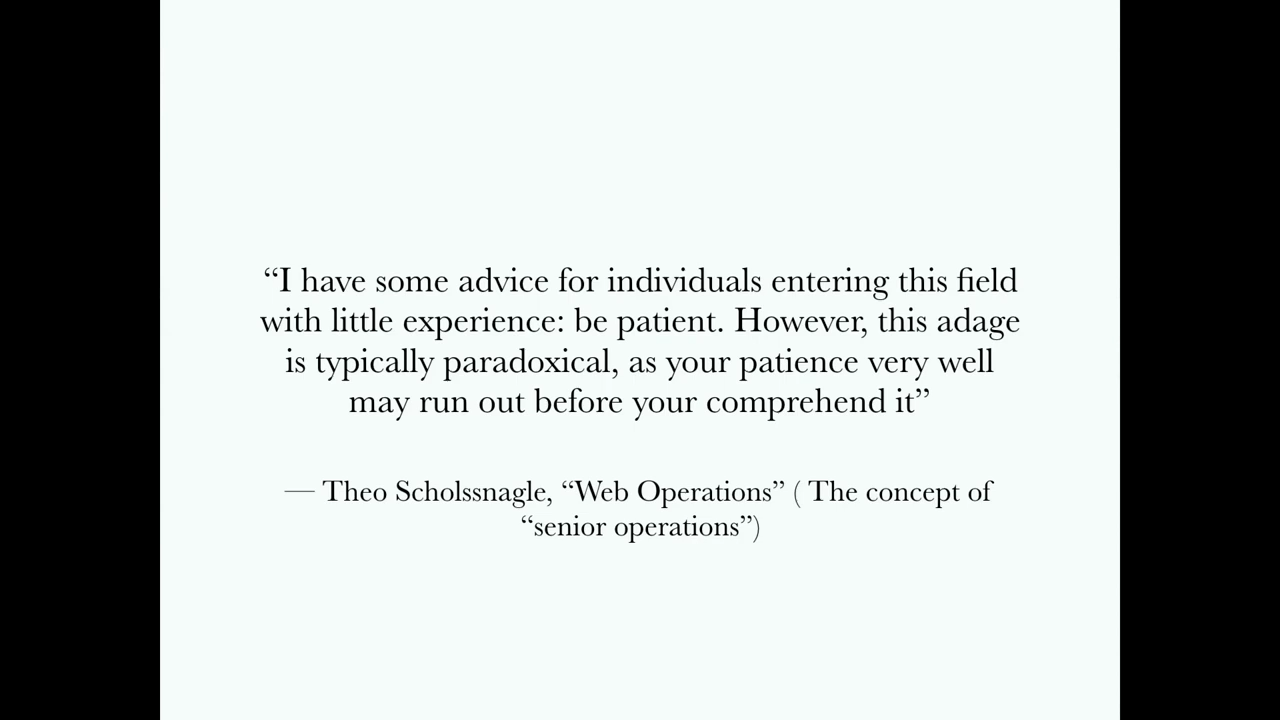 “I have some advice for individuals entering this field
with little experience: be patient. However, this adage
is typically paradoxical, as your patience very well
may run out before your comprehend it”
— Theo Scholssnagle, “Web Operations” ( The concept of
“senior operations”)